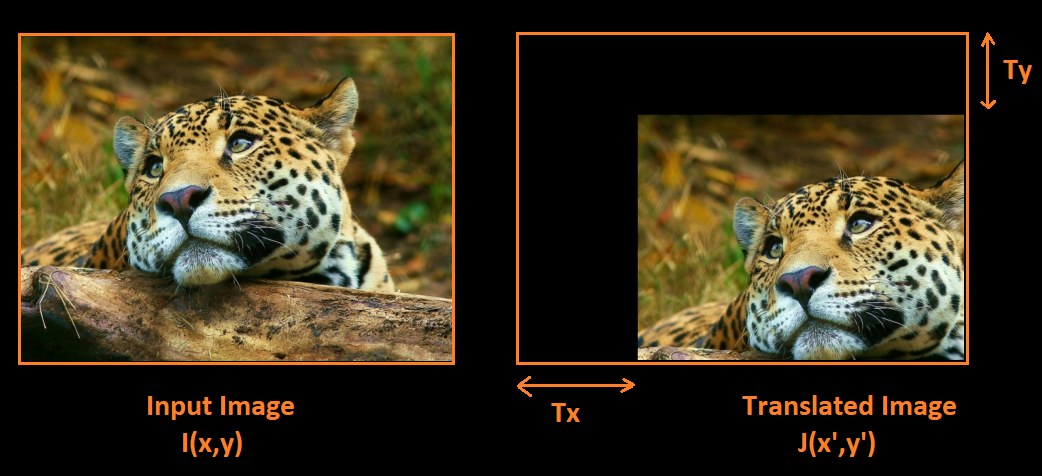 Ty
Tx
Input Image
I(x,y)
Translated Image
J(x',y')